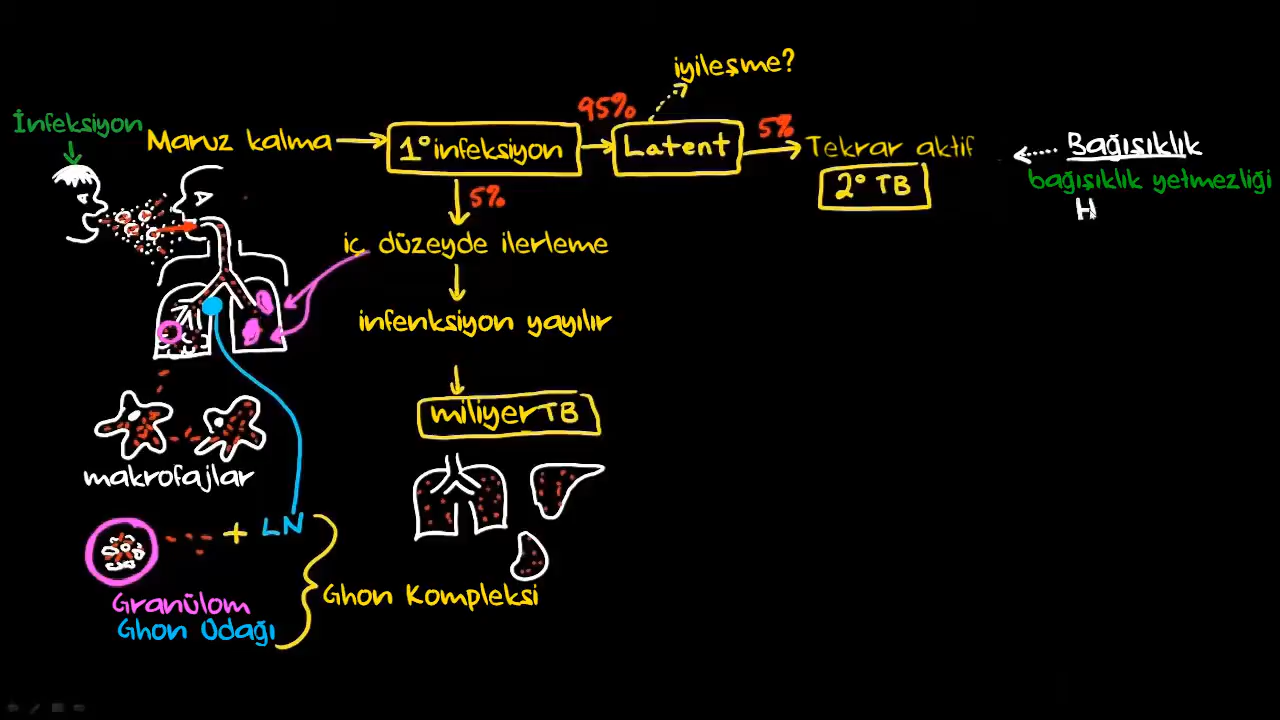 iyileşme?
İnfeksiyon
Maruz kalma
1° infeksiyon
95%
Latent
5%
Tekrar aktif
2° TB
Bağışıklık
bağışıklık yetmezliği
H
5%
iç düzeyde ilerleme
infenksiyon yayılır
miliyer TB
makrofajlar
+ LN
Granülom
Ghon Odağı
Ghon Kompleksi